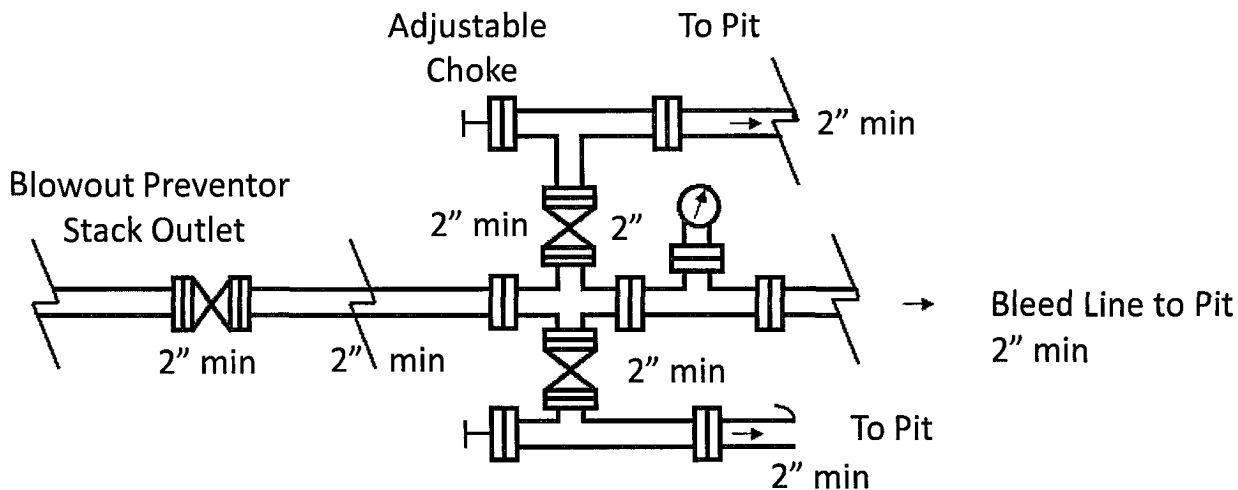 Adjustable
Choke
To Pit
2” min
Blowout Preventor
Stack Outlet
2” min
2”
2” min
2” min
2” min
Bleed Line to Pit
2” min
To Pit
2” min